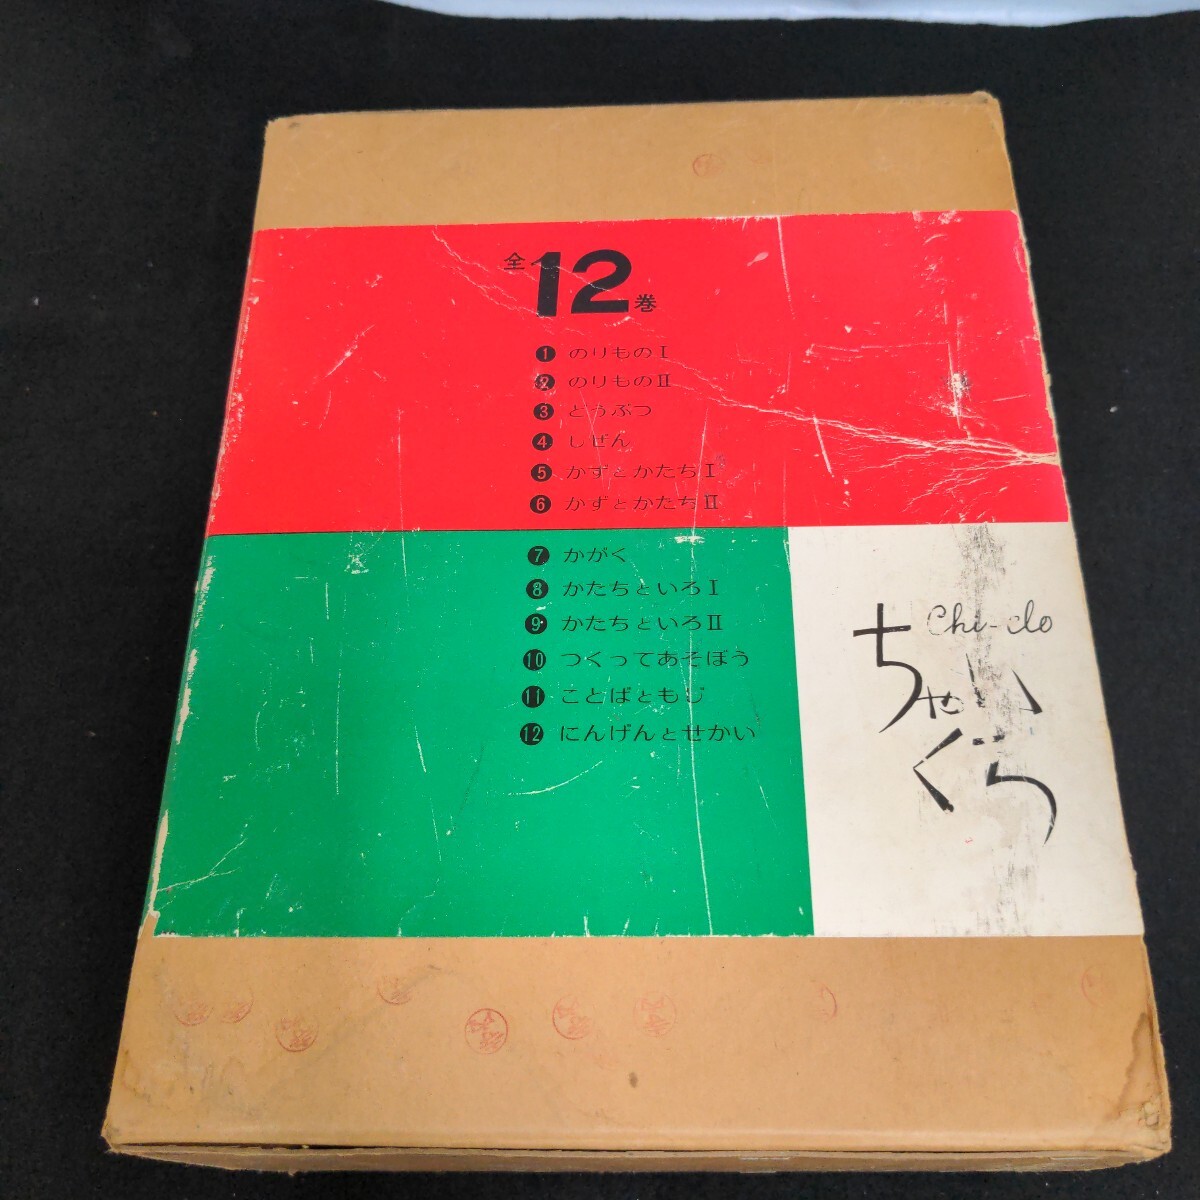 全12巻
1 のりものⅠ
2 のりものⅡ
3 どうぶつ
4 しぜん
5 かずとかたちⅠ
6 かずとかたちⅡ
7 かがく
8 かたちといろⅠ
9 かたちといろⅡ
10 つくってあそぼう
11 ことばともじ
12 にんげんとせかい
Chi-clo
ちゃい
くろ